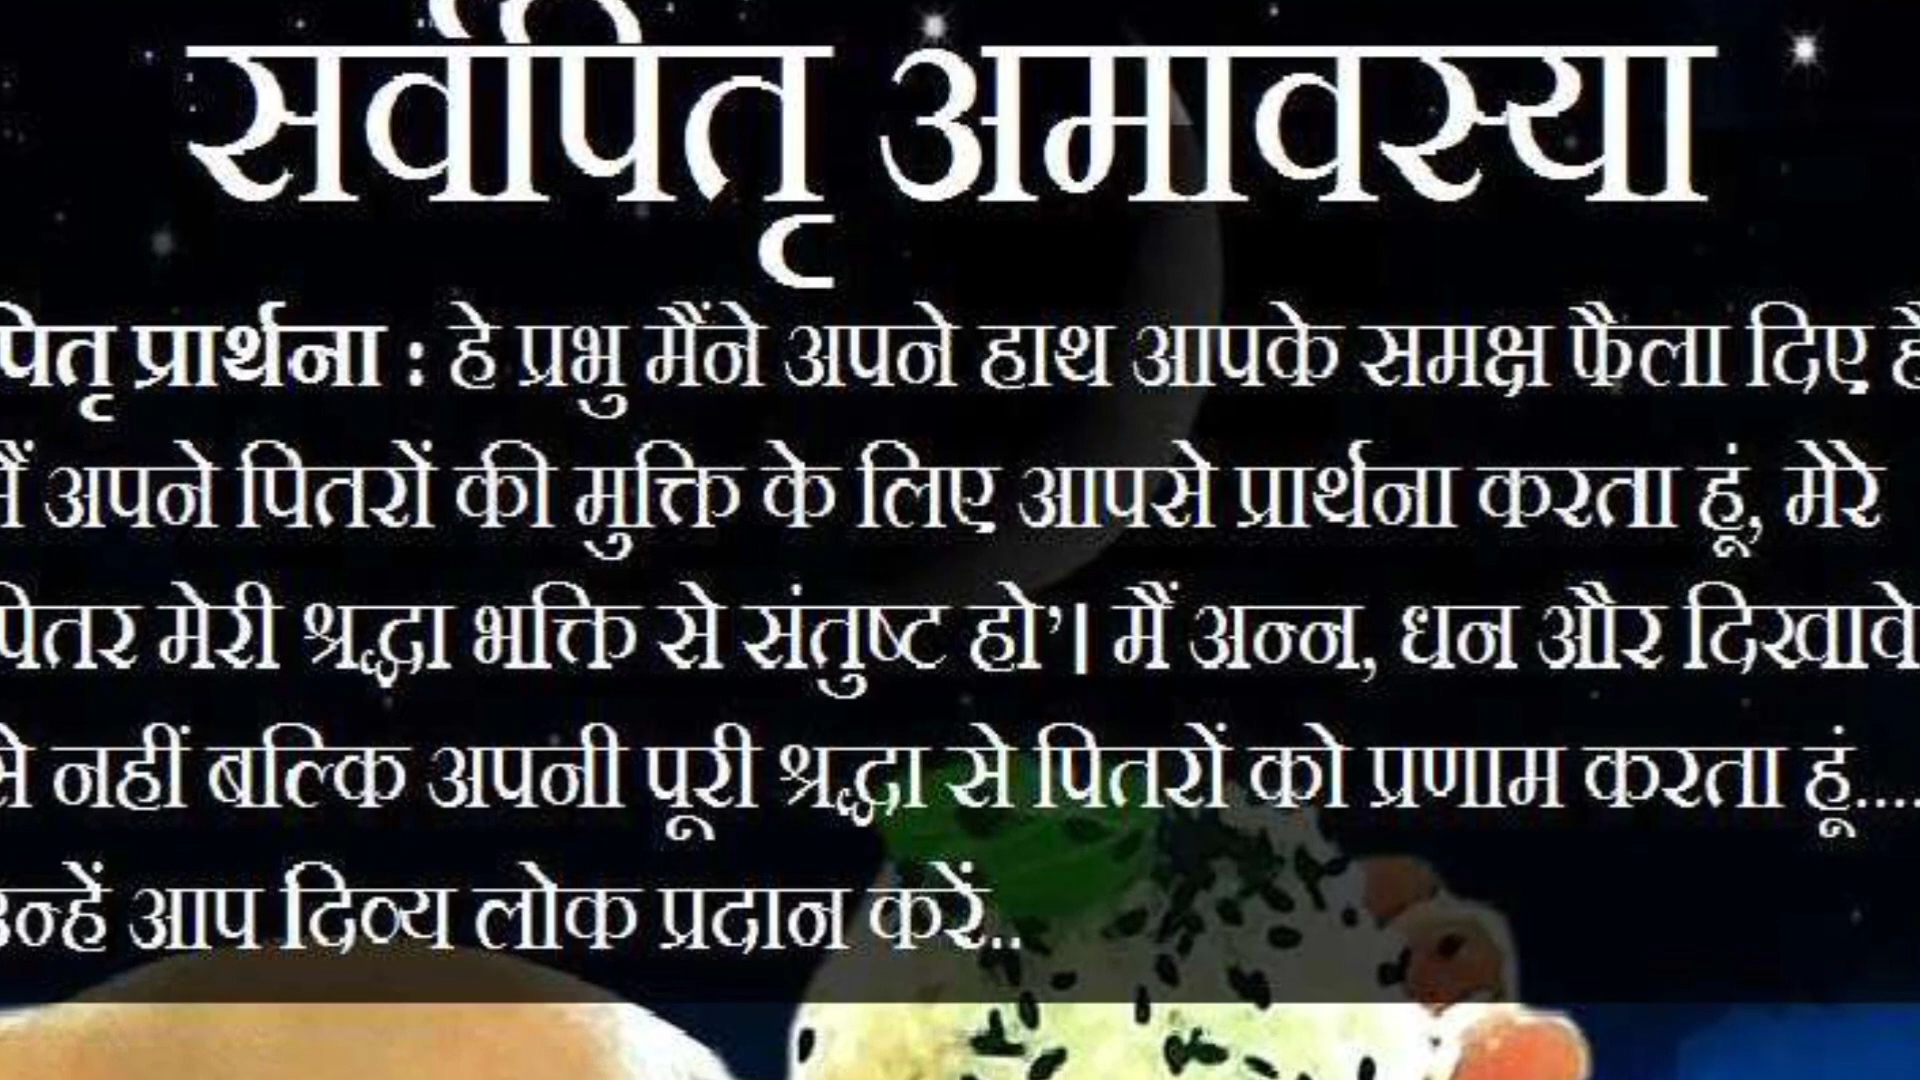 सर्वपितृ अमावस्या
पितृ प्रार्थना : हे प्रभु मैंने अपने हाथ आपके समक्ष फैला दिए हैं
मैं अपने पितरों की मुक्ति के लिए आपसे प्रार्थना करता हूं, मेरे
पितर मेरी श्रद्धा भक्ति से संतुष्ट हो’। मैं अन्न, धन और दिखावे
से नहीं बल्कि अपनी पूरी श्रद्धा से पितरों को प्रणाम करता हूं....
उन्हें आप दिव्य लोक प्रदान करें..